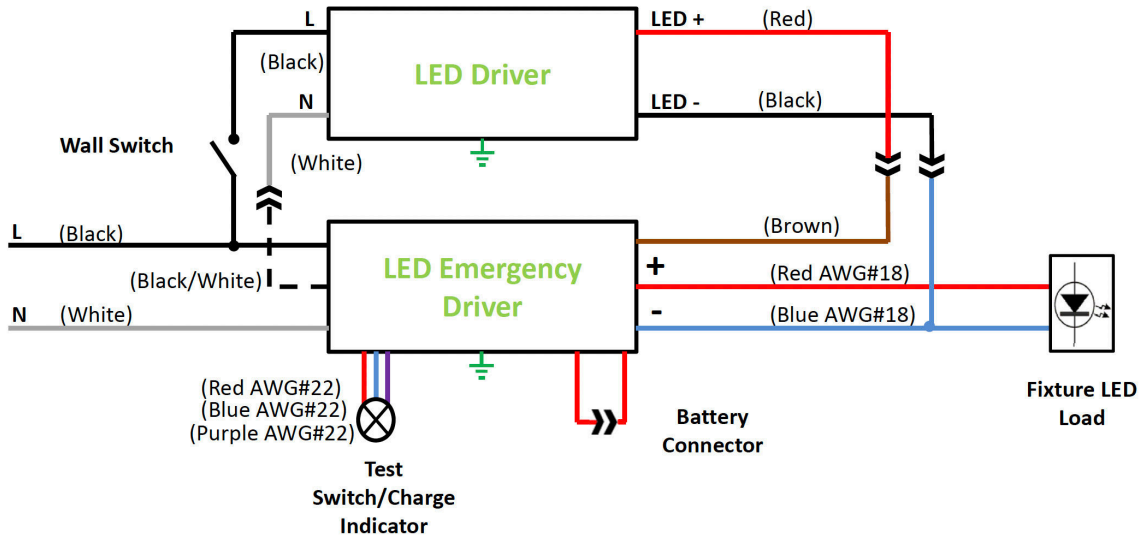 L
LED +
(Red)
(Black)
LED Driver
N
LED -
(Black)
Wall Switch
(White)
L
(Black)
(Brown)
LED Emergency
Driver
+
(Red AWG#18)
(Black/White)
N
(White)
-
(Blue AWG#18)
(Red AWG#22)
(Blue AWG#22)
(Purple AWG#22)
Battery
Connector
Fixture LED
Load
Test
Switch/Charge
Indicator